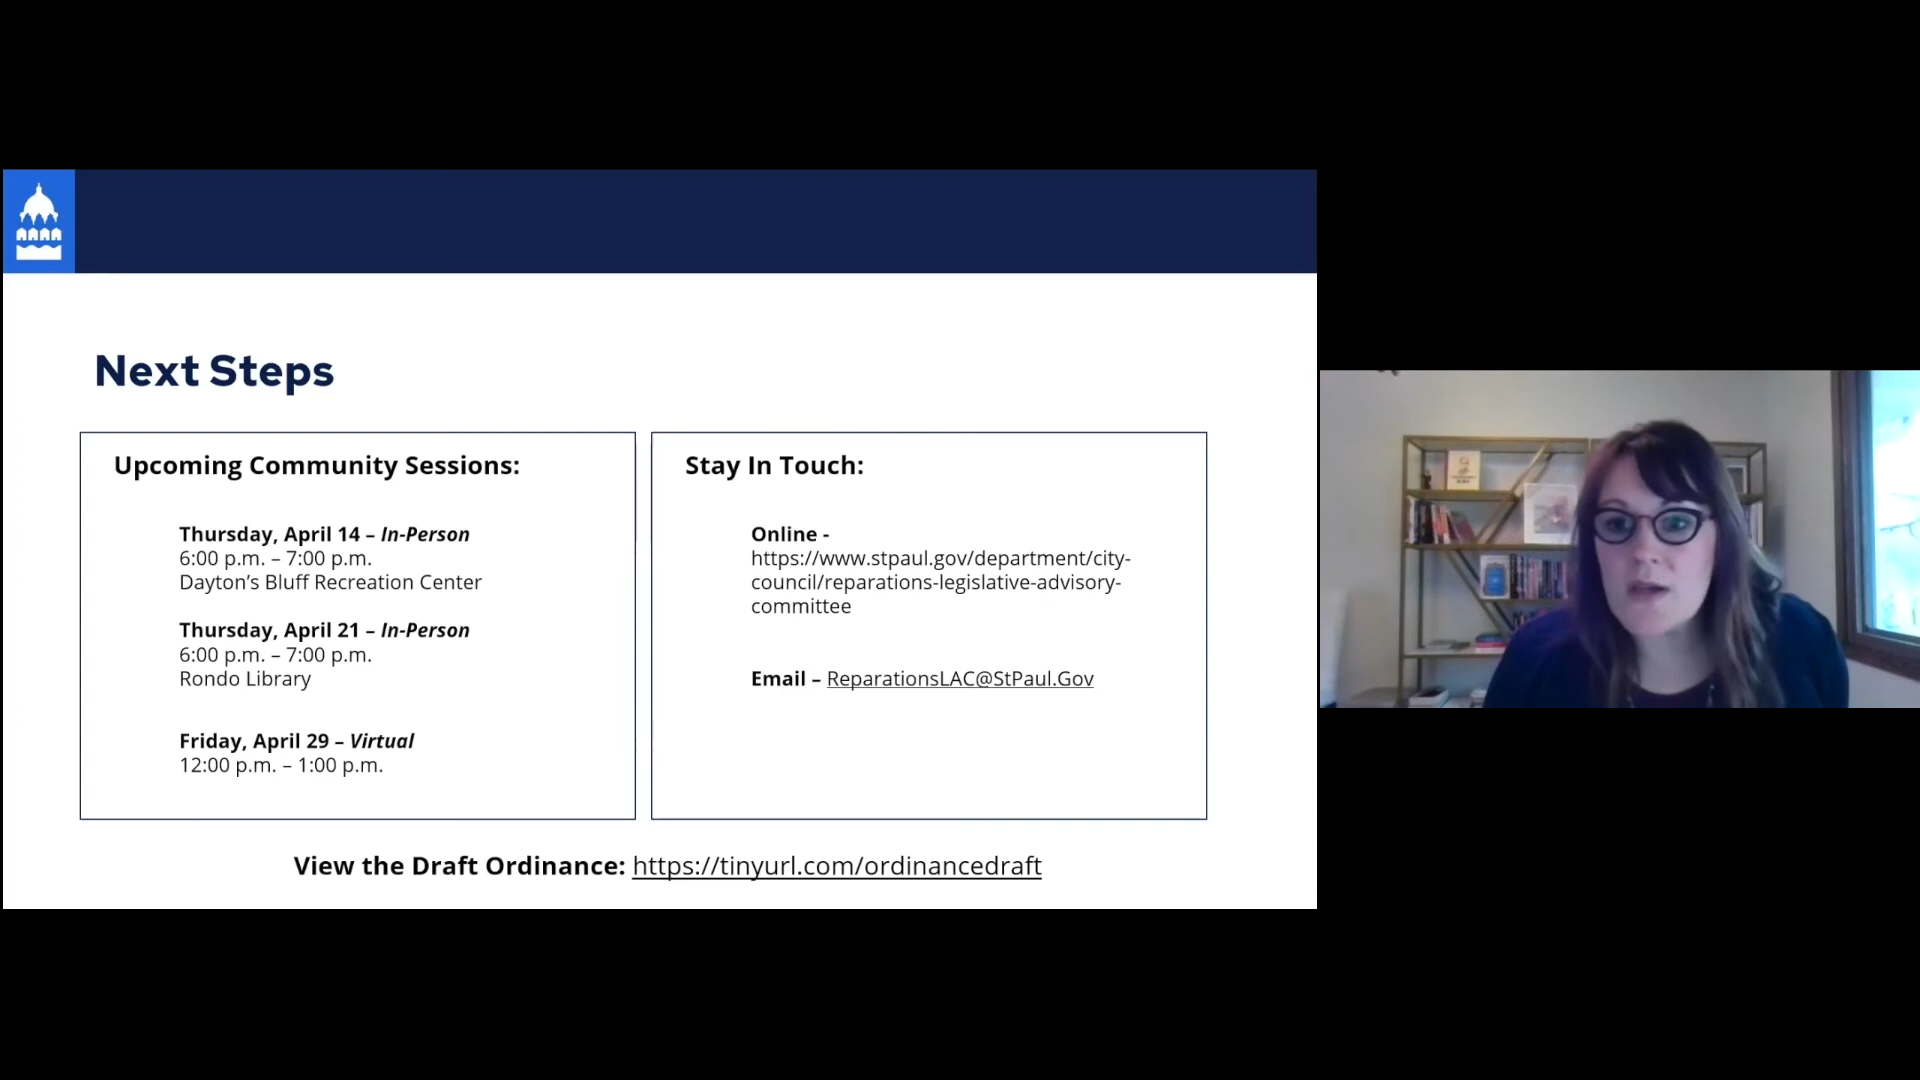 Next Steps
Upcoming Community Sessions:
Thursday, April 14 – In-Person
6:00 p.m. – 7:00 p.m.
Dayton’s Bluff Recreation Center
Thursday, April 21 – In-Person
6:00 p.m. – 7:00 p.m.
Rondo Library
Friday, April 29 – Virtual
12:00 p.m. – 1:00 p.m.
Stay In Touch:
Online -
https://www.stpaul.gov/department/city-
council/reparations-legislative-advisory-
committee
Email – ReparationsLAC@StPaul.Gov
View the Draft Ordinance: https://tinyurl.com/ordinancedraft